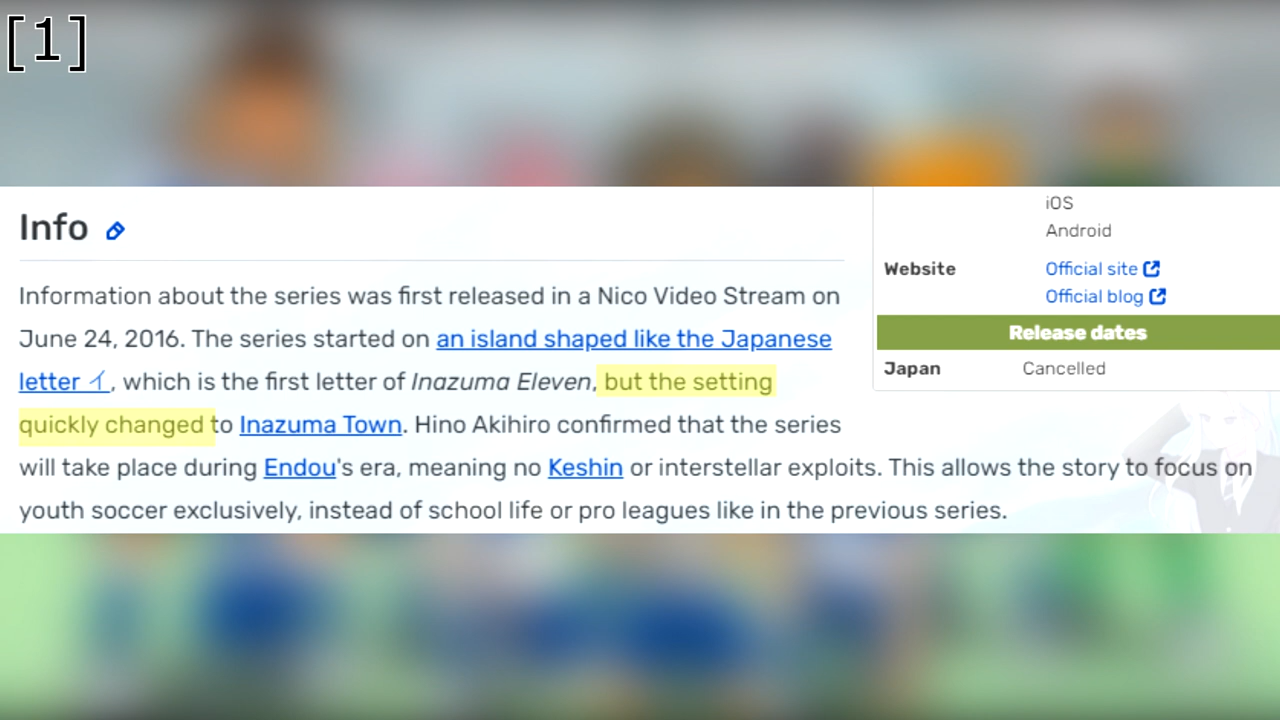 [1]
Info
Information about the series was first released in a Nico Video Stream on
June 24, 2016. The series started on an island shaped like the Japanese
letter イ, which is the first letter of Inazuma Eleven, but the setting
quickly changed to Inazuma Town. Hino Akihiro confirmed that the series
will take place during Endou's era, meaning no Keshin or interstellar exploits. This allows the story to focus on
youth soccer exclusively, instead of school life or pro leagues like in the previous series.
iOS
Android
Website Official site
Official blog
Release dates
Japan Cancelled